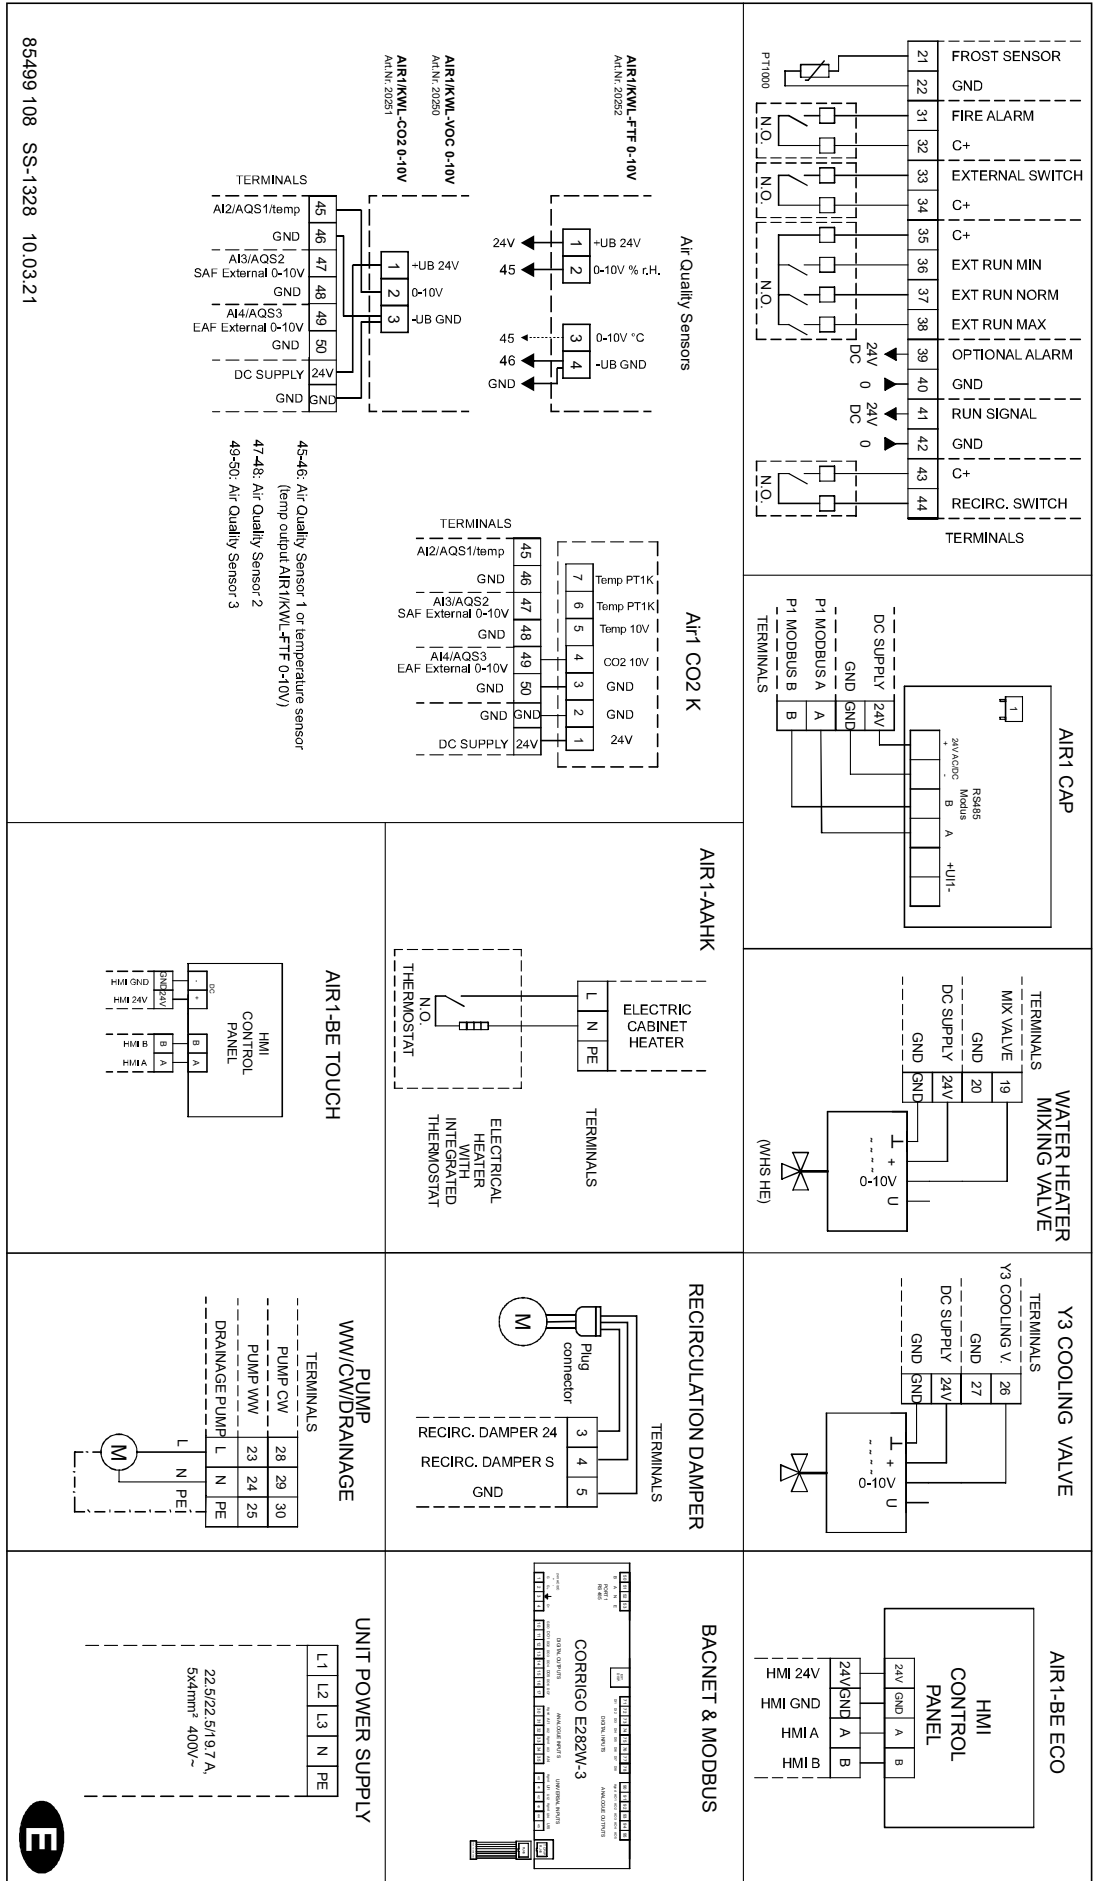 21 FROST SENSOR
22 GND
PT1000
31 FIRE ALARM
32 C+
N.O.
33 EXTERNAL SWITCH
34 C+
N.O.
35 C+
36 EXT RUN MIN
37 EXT RUN NORM
38 EXT RUN MAX
N.O.
39 OPTIONAL ALARM
24V DC
40 GND
0
41 RUN SIGNAL
24V DC
42 GND
0
43 C+
44 RECIRC. SWITCH
N.O.
TERMINALS
Air Quality Sensors
AIR1/KWL-FTF 0-10V
Art.Nr. 20252
24V 1 +UB 24V
45 2 0-10V % r.H.
45 3 0-10V °C
46 4 -UB GND
GND
AIR1/KWL-VOC 0-10V
Art.Nr. 20250
AIR1/KWL-CO2 0-10V
Art.Nr. 20251
1 +UB 24V
2 0-10V
3 -UB GND
TERMINALS
AI2/AQS1/temp 45
GND 46
AI3/AQS2
SAF External 0-10V 47
GND 48
AI4/AQS3
EAF External 0-10V 49
GND 50
DC SUPPLY 24V
GND GND
45-46: Air Quality Sensor 1 or temperature sensor
(temp output AIR1/KWL-FTF 0-10V)
47-48: Air Quality Sensor 2
49-50: Air Quality Sensor 3
Air1 CO2 K
TERMINALS
AI2/AQS1/temp 45
GND 46
AI3/AQS2
SAF External 0-10V 47
GND 48
AI4/AQS3
EAF External 0-10V 49
GND 50
GND GND
DC SUPPLY 24V
7 Temp PT1K
6 Temp PT1K
5 Temp 10V
4 CO2 10V
3 GND
2 GND
1 24V
85499 108 SS-1328 10.03.21
AIR1 CAP
1
24V AC/DC
+ -
RS485
Modus
B A
+UI1-
DC SUPPLY 24V
GND GND
P1 MODBUS A A
P1 MODBUS B B
TERMINALS
AIR1-AAHK
L
N
PE
ELECTRIC
CABINET
HEATER
TERMINALS
N.O.
THERMOSTAT
ELECTRICAL
HEATER
WITH
INTEGRATED
THERMOSTAT
AIR1-BE TOUCH
HMI
CONTROL
PANEL
DC
- +
B A
HMI GND GND
HMI 24V 24V
HMI B B
HMI A A
WATER HEATER
MIXING VALVE
TERMINALS
MIX VALVE 19
GND 20
DC SUPPLY 24V
GND GND
+
0-10V
U
(WHS HE)
Y3 COOLING VALVE
TERMINALS
Y3 COOLING V. 26
GND 27
DC SUPPLY 24V
GND GND
+
0-10V
U
RECIRCULATION DAMPER
M
Plug
connector
TERMINALS
RECIRC. DAMPER 24 3
RECIRC. DAMPER S 4
GND 5
PUMP
WW/CW/DRAINAGE
TERMINALS
PUMP CW 28 29 30
PUMP WW 23 24 25
DRAINAGE PUMP L N PE
L N PE
M
AIR1-BE ECO
HMI
CONTROL
PANEL
24V GND A B
HMI 24V 24V
HMI GND GND
HMI A A
HMI B B
BACNET & MODBUS
CORRIGO E282W-3
PORT 1
RS 485
B A N E
DIGITAL INPUTS
ANALOGUE OUTPUTS
DIGITAL OUTPUTS
ANALOGUE INPUTS
UNIVERSAL INPUTS
UNIT POWER SUPPLY
L1 L2 L3 N PE
22.5/22.5/19.7 A,
5x4mm² 400V~
E